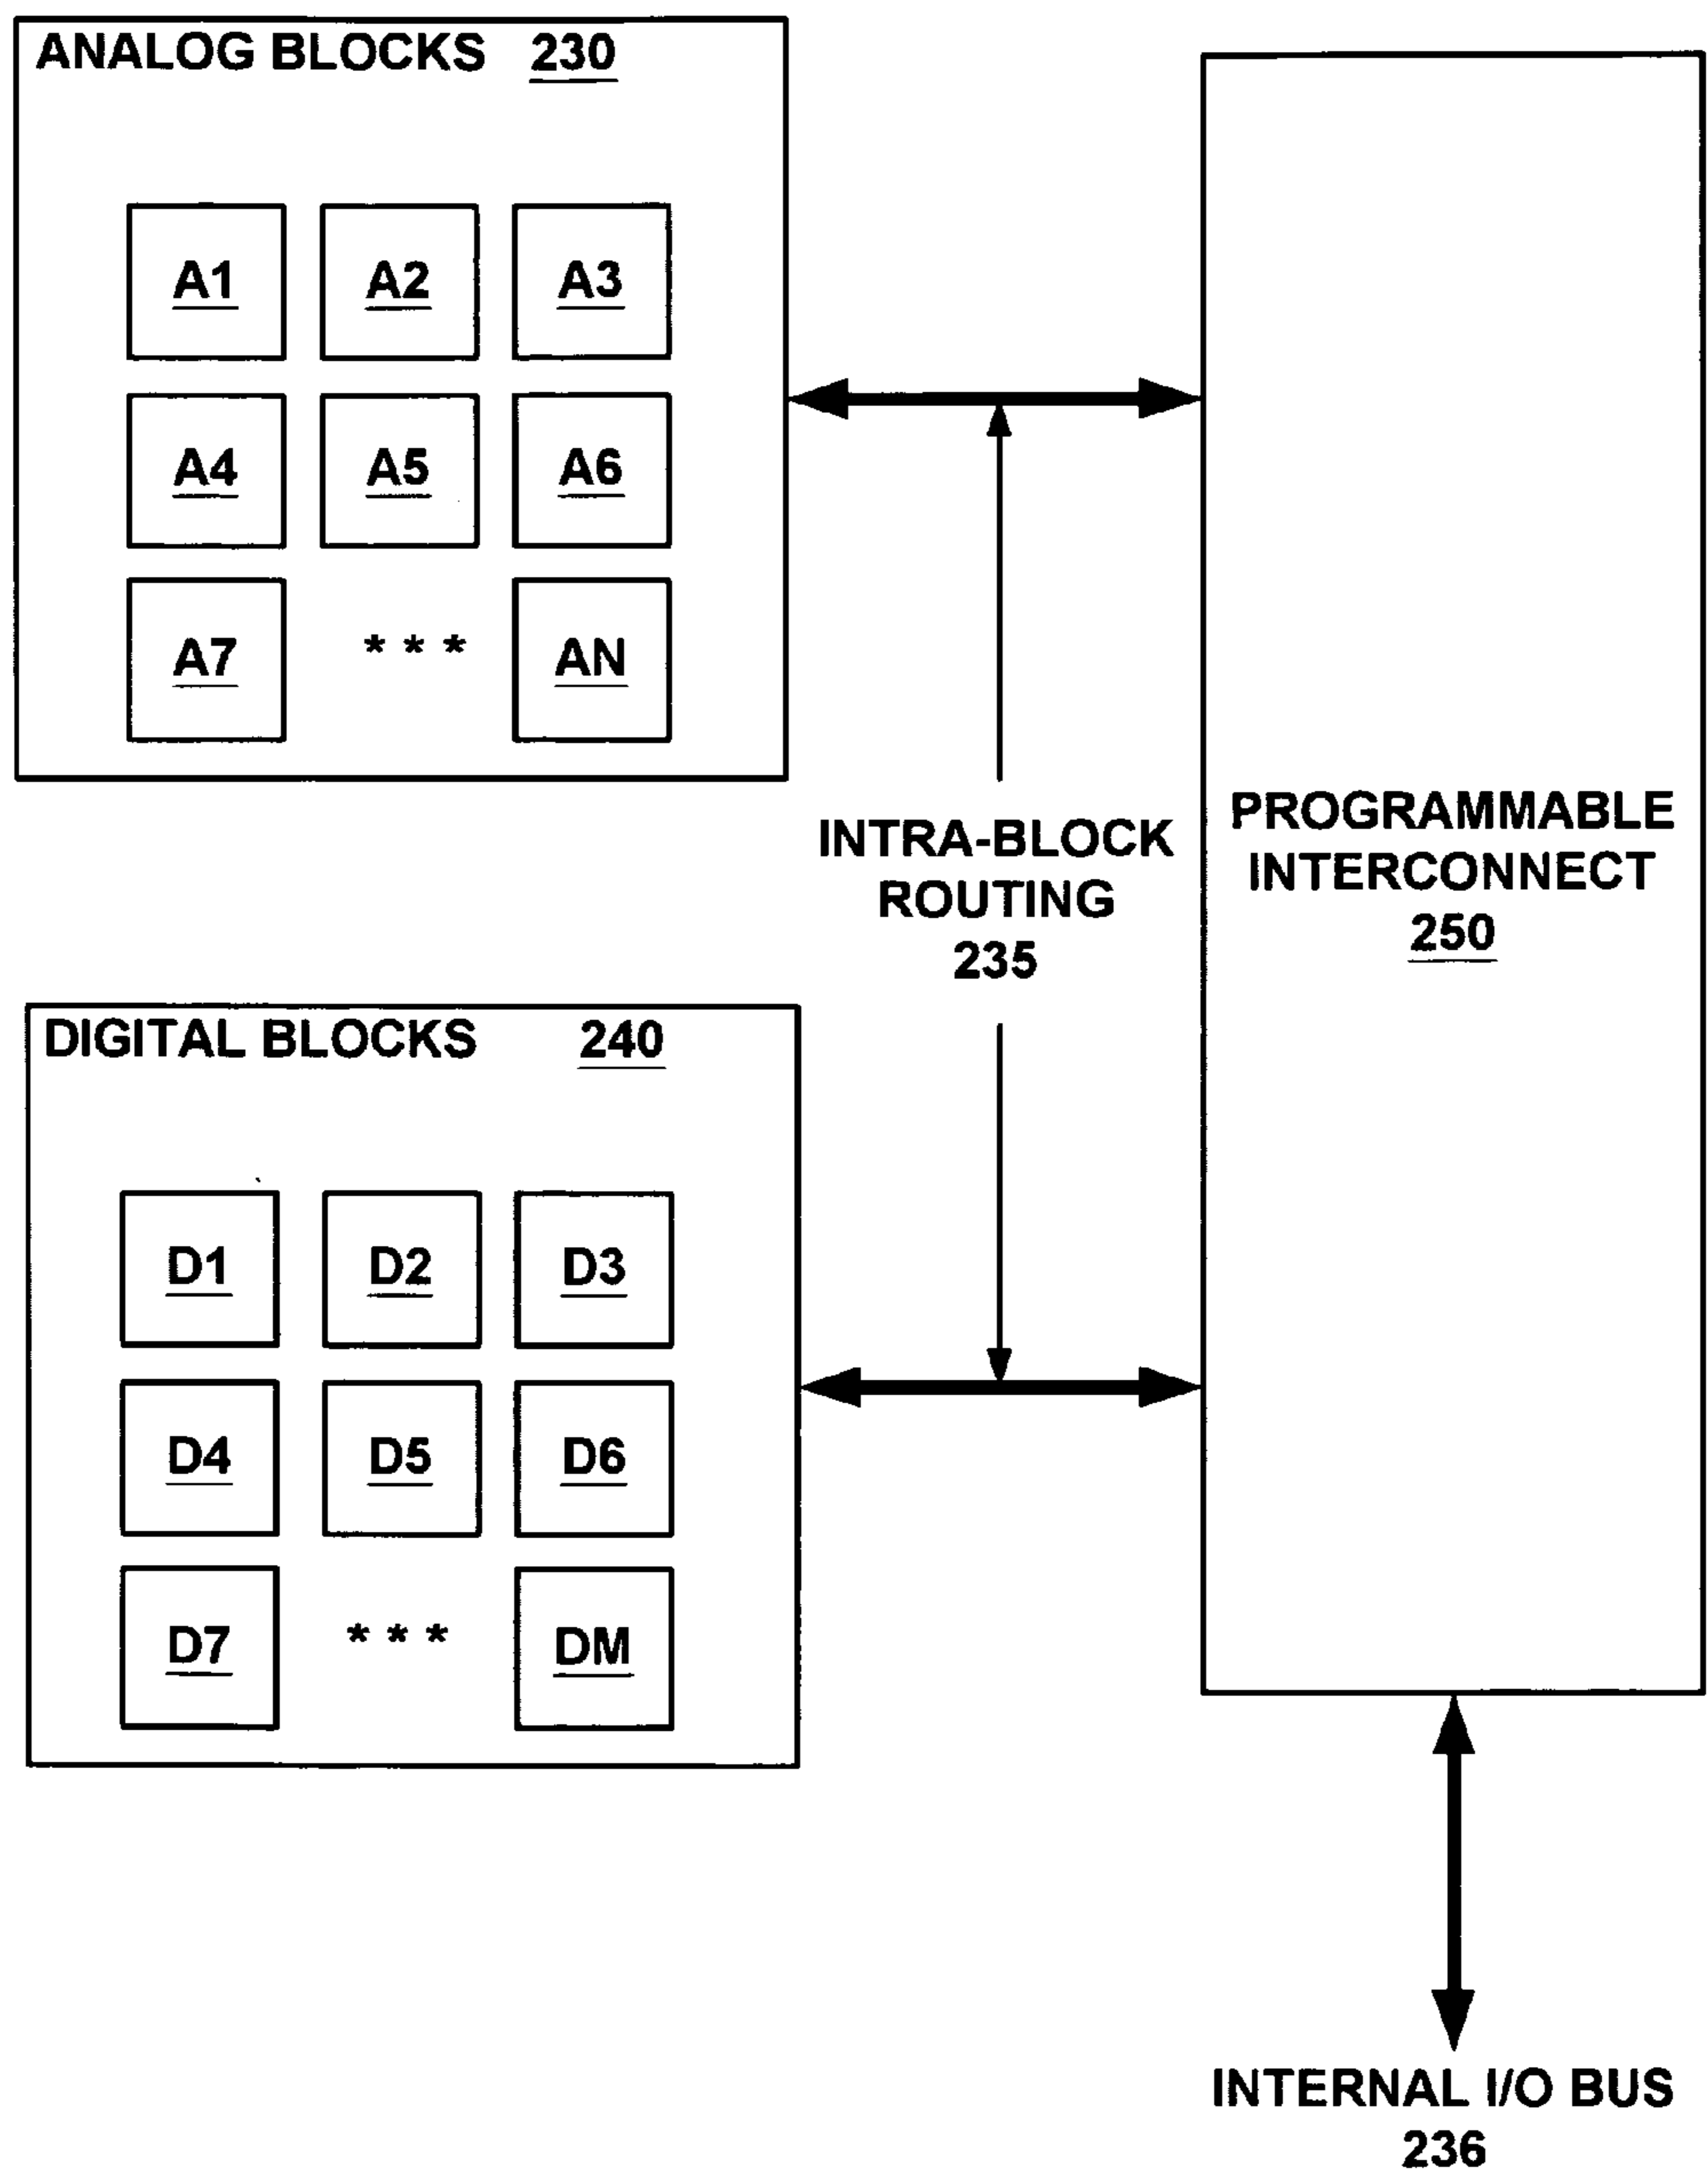 ANALOG BLOCKS 230
A1 A2 A3
A4 A5 A6
A7 * * * AN
INTRA-BLOCK
ROUTING
235
PROGRAMMABLE
INTERCONNECT
250
DIGITAL BLOCKS 240
D1 D2 D3
D4 D5 D6
D7 * * * DM
INTERNAL I/O BUS
236